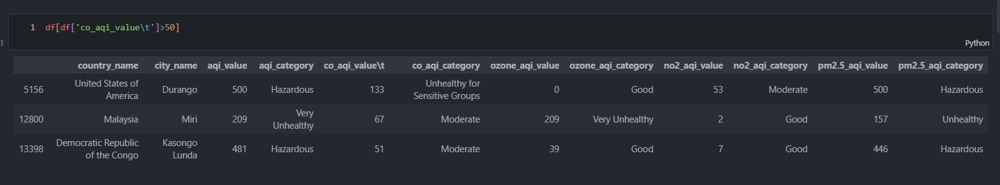 1 df[df['co_aqi_value\t']>50]
]
Python
country_name city_name aqi_value aqi_category co_aqi_value\t co_aqi_category ozone_aqi_value ozone_aqi_category no2_aqi_value no2_aqi_category pm2.5_aqi_value pm2.5_aqi_category
5156 United States of America Durango 500 Hazardous 133 Unhealthy for Sensitive Groups 0 Good 53 Moderate 500 Hazardous
12800 Malaysia Miri 209 Very Unhealthy 67 Moderate 209 Very Unhealthy 2 Good 157 Unhealthy
13398 Democratic Republic of the Congo Kasongo Lunda 481 Hazardous 51 Moderate 39 Good 7 Good 446 Hazardous